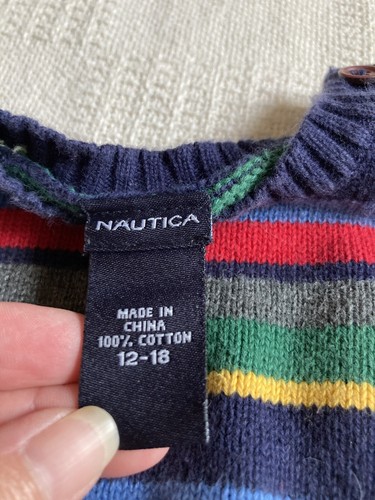 NAUTICA
MADE IN
CHINA
100% COTTON
12-18